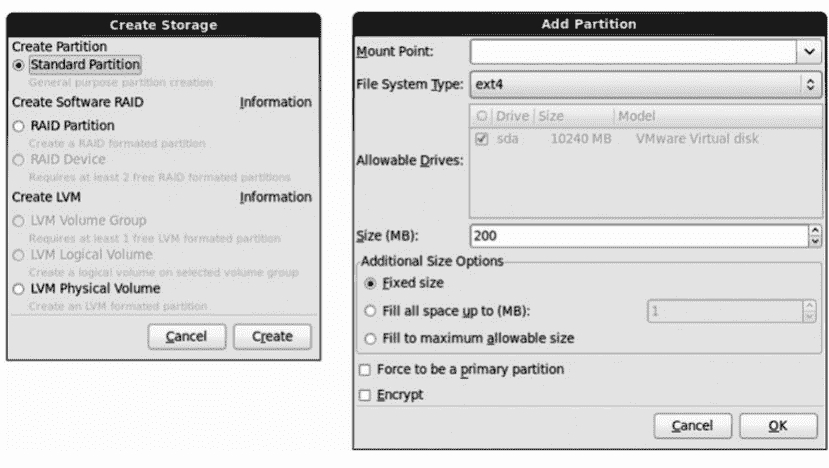 Create Storage
Create Partition
Standard Partition
General purpose partition creation
Create Software RAID Information
RAID Partition
Create a RAID formated partition
RAID Device
Requires at least 2 free RAID formated partitions
Create LVM Information
LVM Volume Group
Requires at least 1 free LVM formated partition
LVM Logical Volume
Create a logical volume on selected volume group
LVM Physical Volume
Create an LVM formated partition
Cancel Create
Add Partition
Mount Point:
File System Type: ext4
Drive Size Model
sda 10240 MB VMware Virtual disk
Allowable Drives:
Size (MB): 200
Additional Size Options
Fixed size
Fill all space up to (MB): 1
Fill to maximum allowable size
Force to be a primary partition
Encrypt
Cancel OK